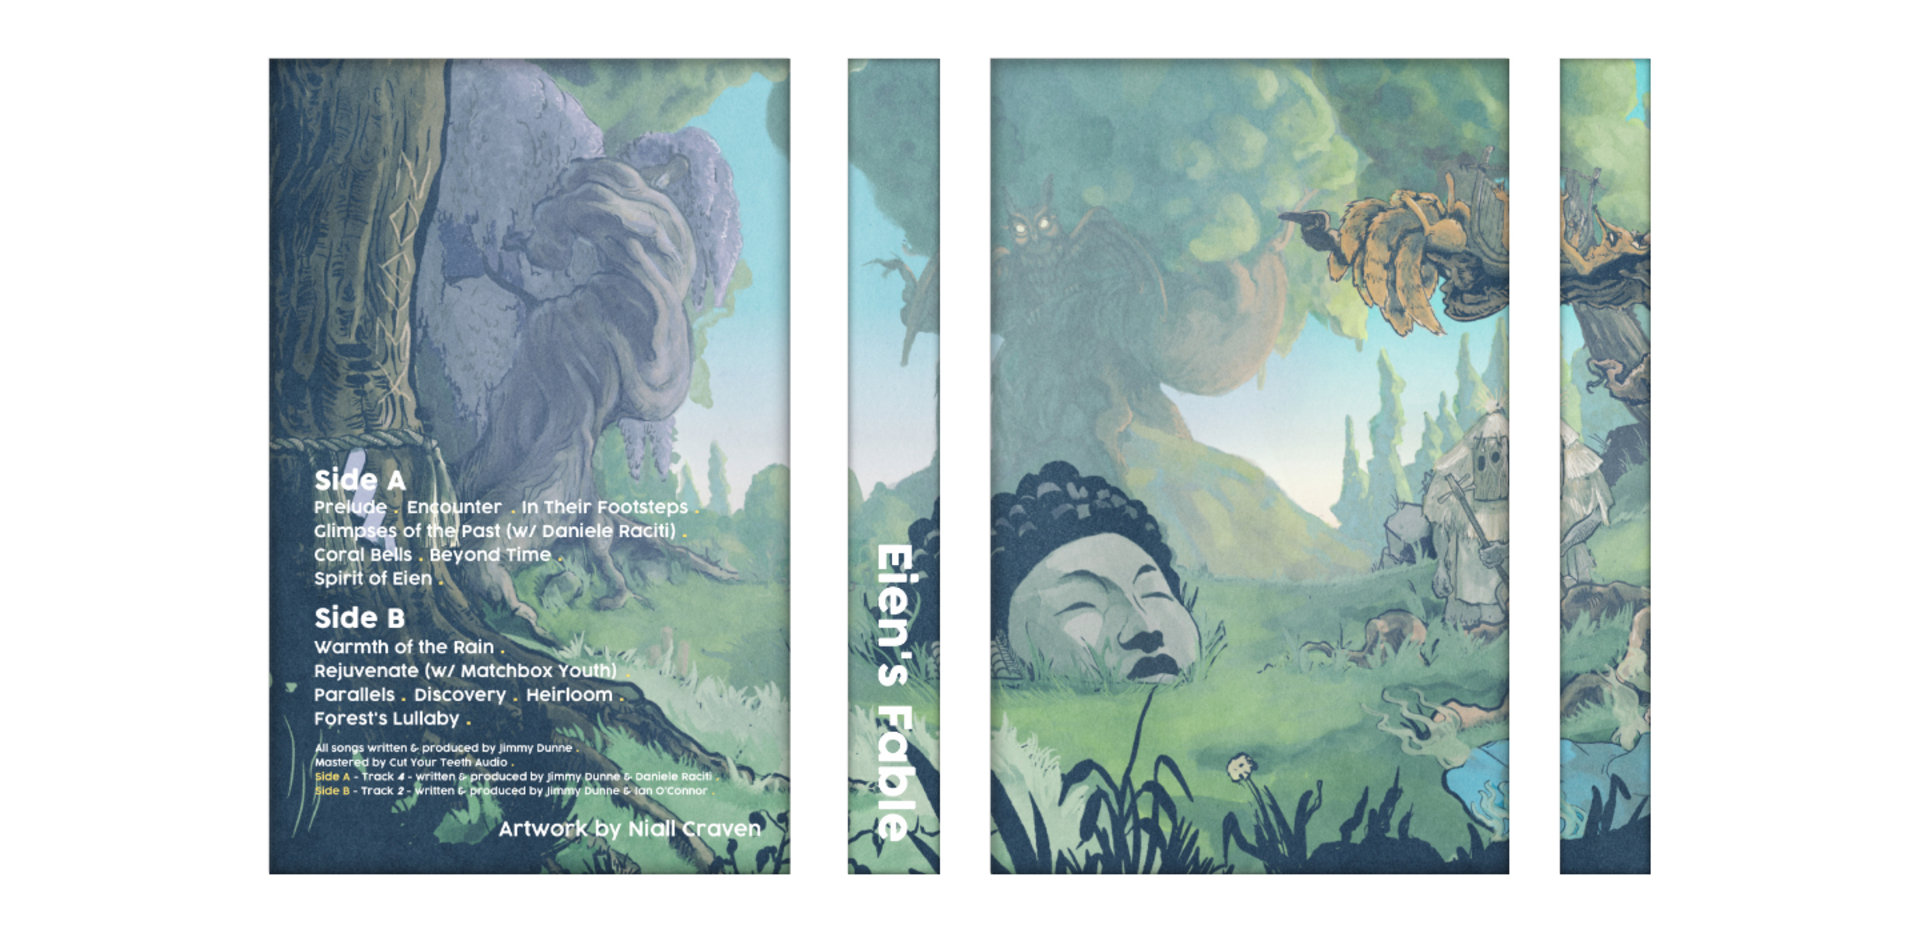 Side A
Prelude . Encounter . In Their Footsteps .
Glimpses of the Past (w/ Daniele Raciti) .
Coral Bells . Beyond Time .
Spirit of Eien .
Side B
Warmth of the Rain .
Rejuvenate (w/ Matchbox Youth) .
Parallels . Discovery . Heirloom .
Forest's Lullaby .
All songs written & produced by Jimmy Dunne .
Mastered by Cut Your Teeth Audio .
Side A - Track 4 - written & produced by Jimmy Dunne & Daniele Raciti .
Side B - Track 2 - written & produced by Jimmy Dunne & Ian O'Connor .
Artwork by Niall Craven
Eien's Fable